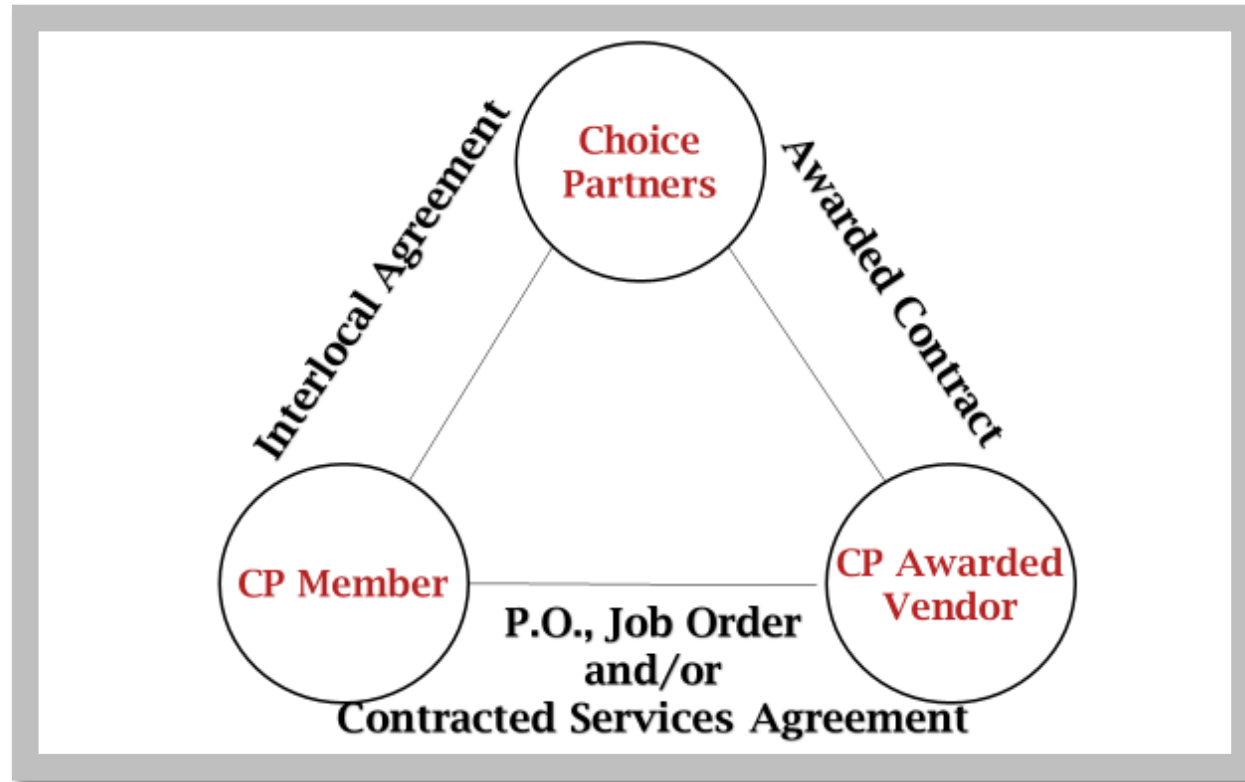 Choice
Partners
Interlocal Agreement
Awarded Contract
CP Member
CP Awarded
Vendor
P.O., Job Order
and/or
Contracted Services Agreement